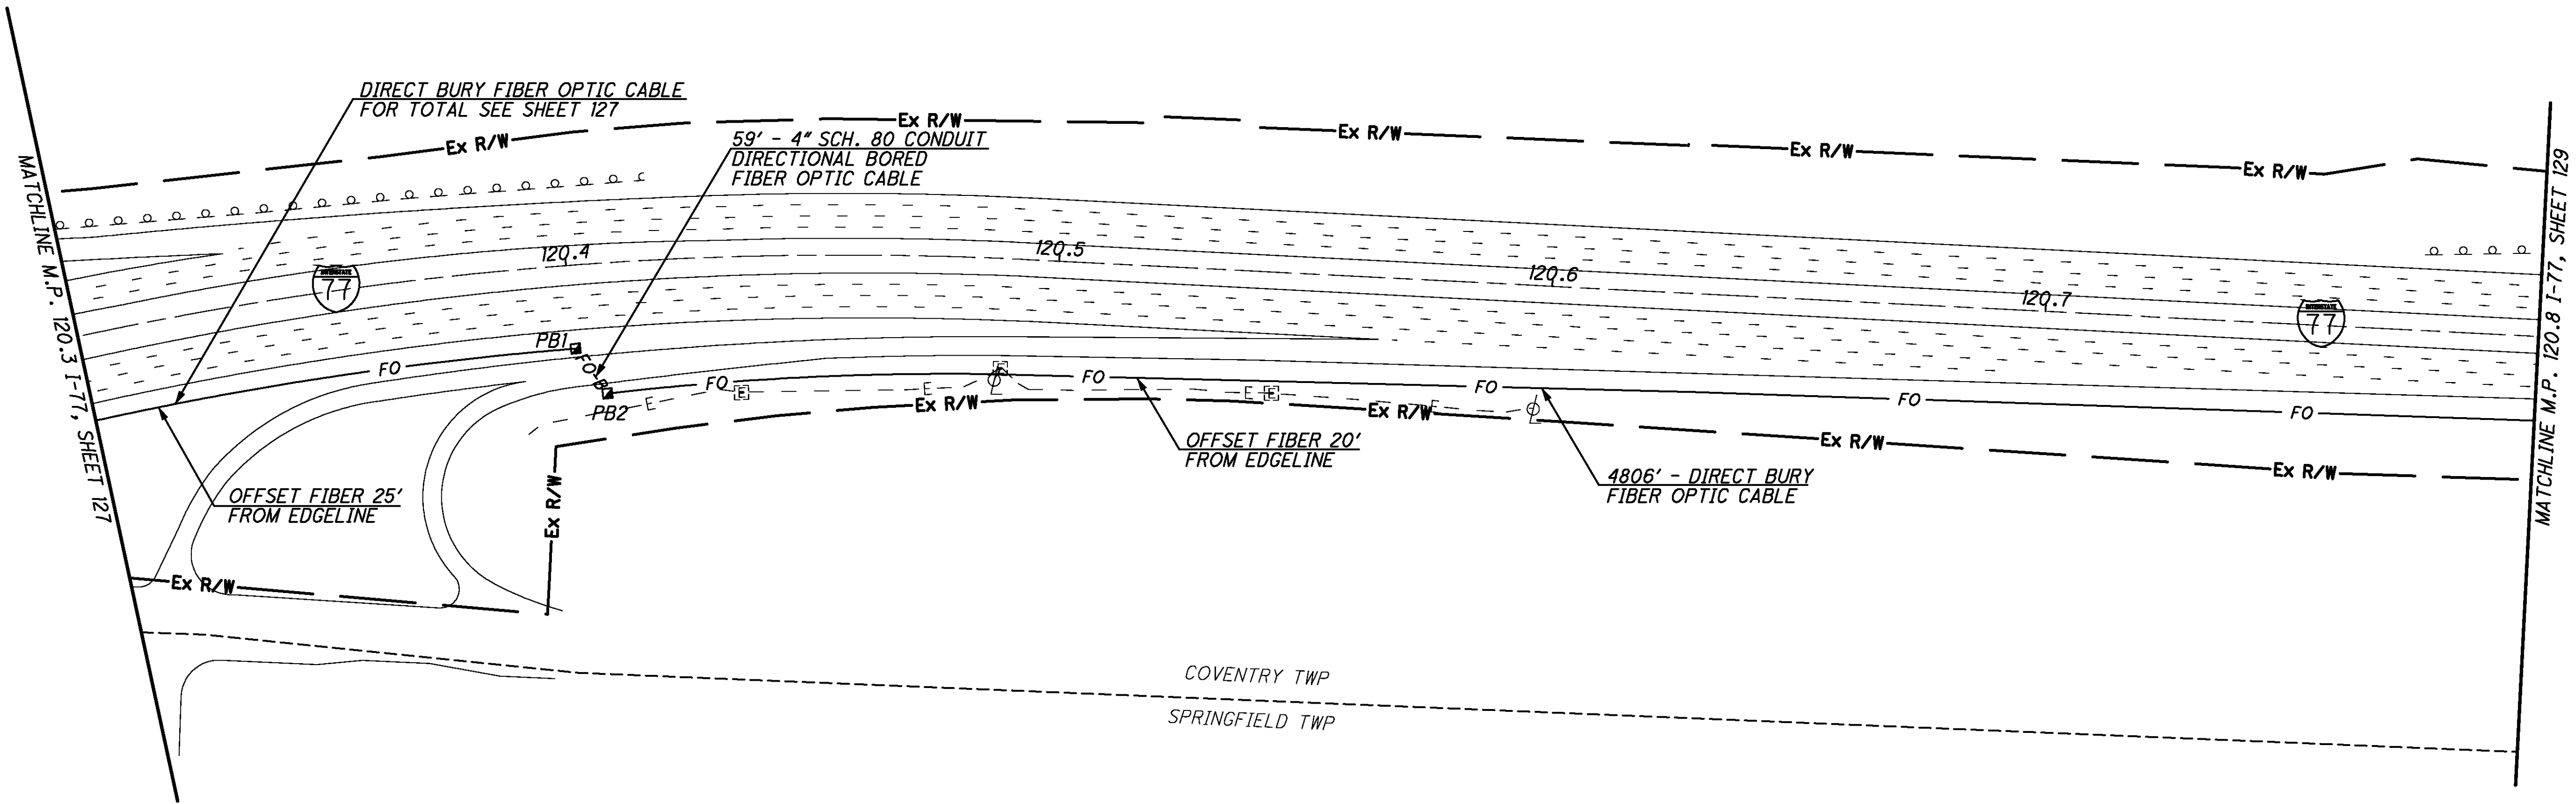 DIRECT BURY FIBER OPTIC CABLE
FOR TOTAL SEE SHEET 127
59' - 4" SCH. 80 CONDUIT
DIRECTIONAL BORED
FIBER OPTIC CABLE
Ex R/W
Ex R/W
Ex R/W
Ex R/W
Ex R/W
MATCHLINE M.P. 120.3 I-77, SHEET 127
MATCHLINE M.P. 120.8 I-77, SHEET 129
120.4
120.5
120.6
120.7
INTERSTATE
77
INTERSTATE
77
PB1
FO-B
PB2
FO
FO
FO
FO
FO
FO
E
E
E
E
E
E
E
Ex R/W
Ex R/W
Ex R/W
Ex R/W
Ex R/W
Ex R/W
OFFSET FIBER 20'
FROM EDGELINE
4806' - DIRECT BURY
FIBER OPTIC CABLE
OFFSET FIBER 25'
FROM EDGELINE
COVENTRY TWP
SPRINGFIELD TWP